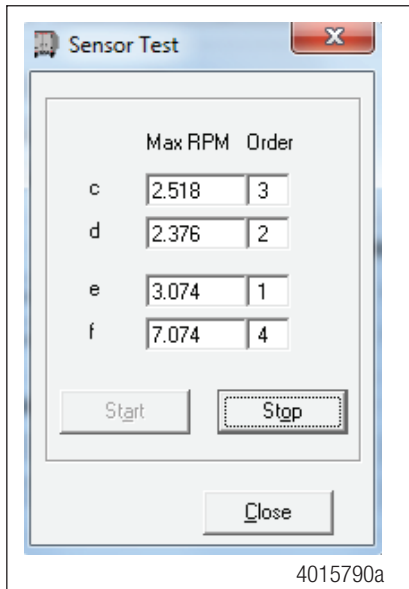 Sensor Test
Max RPM Order
c 2.518 3
d 2.376 2
e 3.074 1
f 7.074 4
Start Stop
Close
4015790a